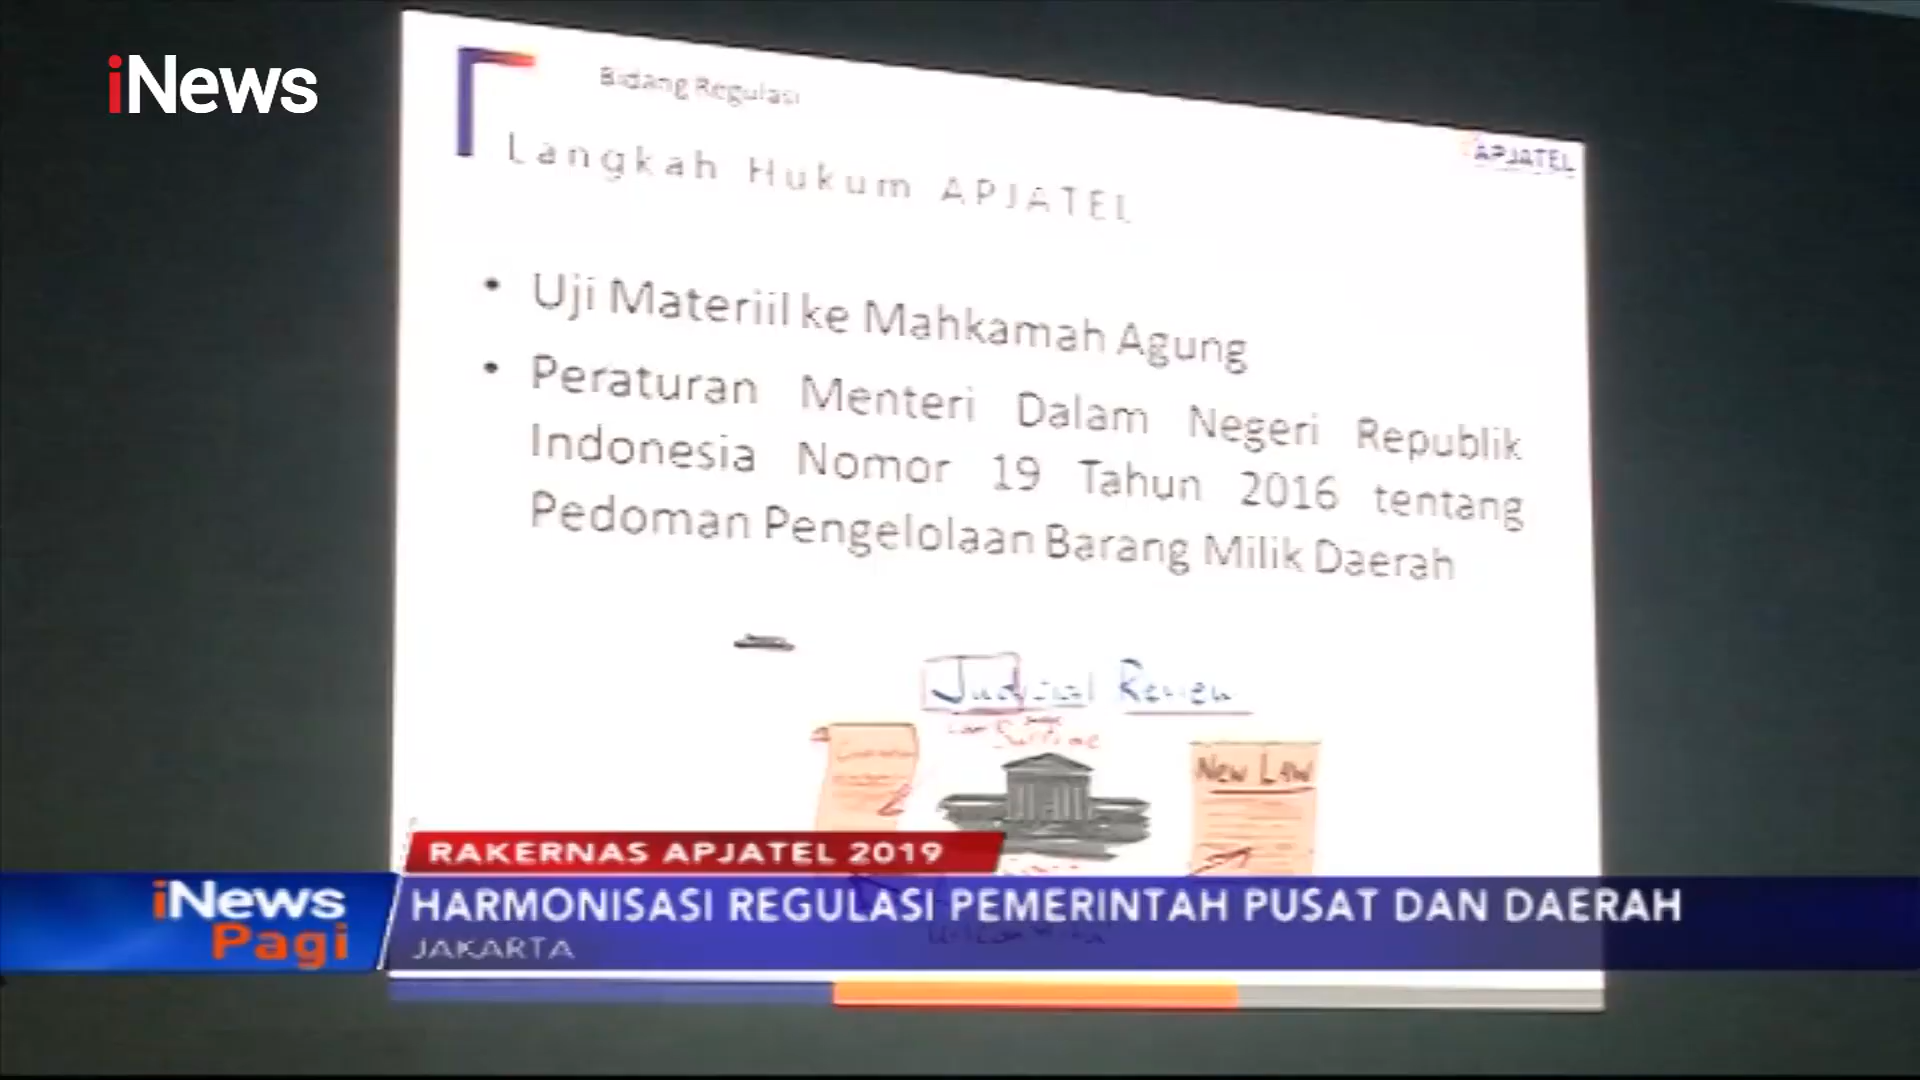 iNews
Bidang Regulasi
APJATEL
Langkah Hukum APJATEL
• Uji Materiil ke Mahkamah Agung
• Peraturan Menteri Dalam Negeri Republik
Indonesia Nomor 19 Tahun 2016 tentang
Pedoman Pengelolaan Barang Milik Daerah
Judicial Review
New Law
RAKERNAS APJATEL 2019
iNews
Pagi
HARMONISASI REGULASI PEMERINTAH PUSAT DAN DAERAH
JAKARTA